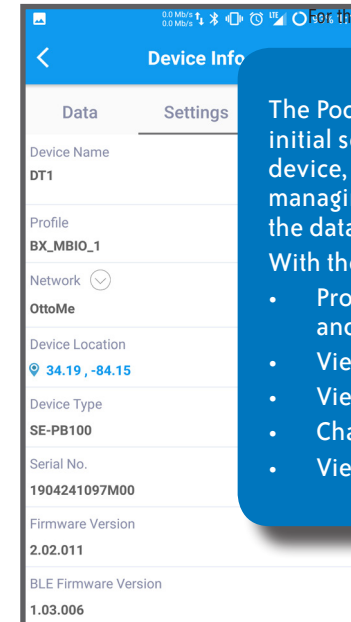 0.0 Mb/s
0.0 Mb/s
LTE
For th
Device Info
Data Settings
Device Name
DT1
Profile
BX_MBIO_1
Network
OttoMe
Device Location
34.19 , -84.15
Device Type
SE-PB100
Serial No.
1904241097M00
Firmware Version
2.02.011
BLE Firmware Version
1.03.006
The Poc
initial se
device,
managi
the data
With the
• Pro
and
• Vie
• Vie
• Cha
• Vie